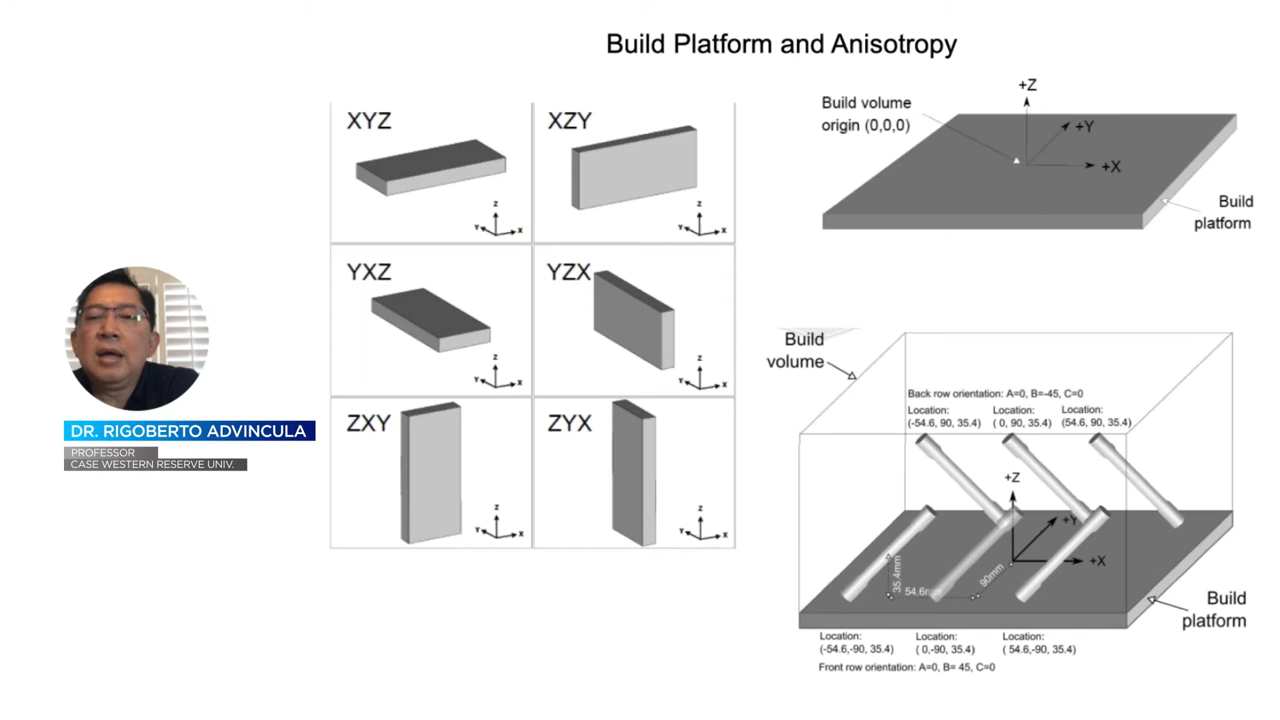 Build Platform and Anisotropy
XYZ
Z
Y
X
XZY
Z
Y
X
YXZ
Z
Y
X
YZX
Z
Y
X
ZXY
Z
Y
X
ZYX
Z
Y
X
DR. RIGOBERTO ADVINCULA
PROFESSOR
CASE WESTERN RESERVE UNIV.
Build volume
origin (0,0,0)
+Z
+Y
+X
Build
platform
Build
volume
Back row orientation: A=0, B=-45, C=0
Location:
(-54.6, 90, 35.4)
Location:
( 0, 90, 35.4)
Location:
(54.6, 90, 35.4)
+Z
+Y
+X
35.4mm
90mm
Build
platform
Location:
(-54.6,-90, 35.4)
Location:
( 0,-90, 35.4)
Location:
( 54.6,-90, 35.4)
Front row orientation: A=0, B= 45, C=0